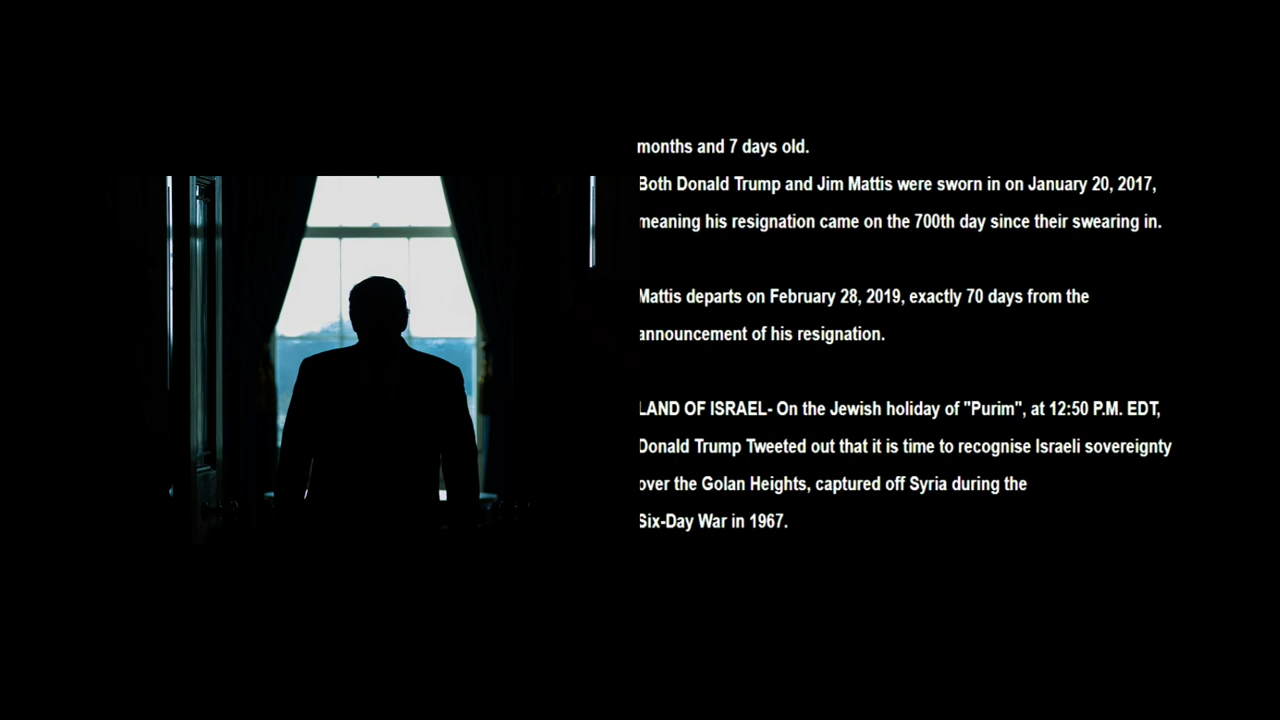 months and 7 days old.
Both Donald Trump and Jim Mattis were sworn in on January 20, 2017,
meaning his resignation came on the 700th day since their swearing in.
Mattis departs on February 28, 2019, exactly 70 days from the
announcement of his resignation.
LAND OF ISRAEL- On the Jewish holiday of "Purim", at 12:50 P.M. EDT,
Donald Trump Tweeted out that it is time to recognise Israeli sovereignty
over the Golan Heights, captured off Syria during the
Six-Day War in 1967.